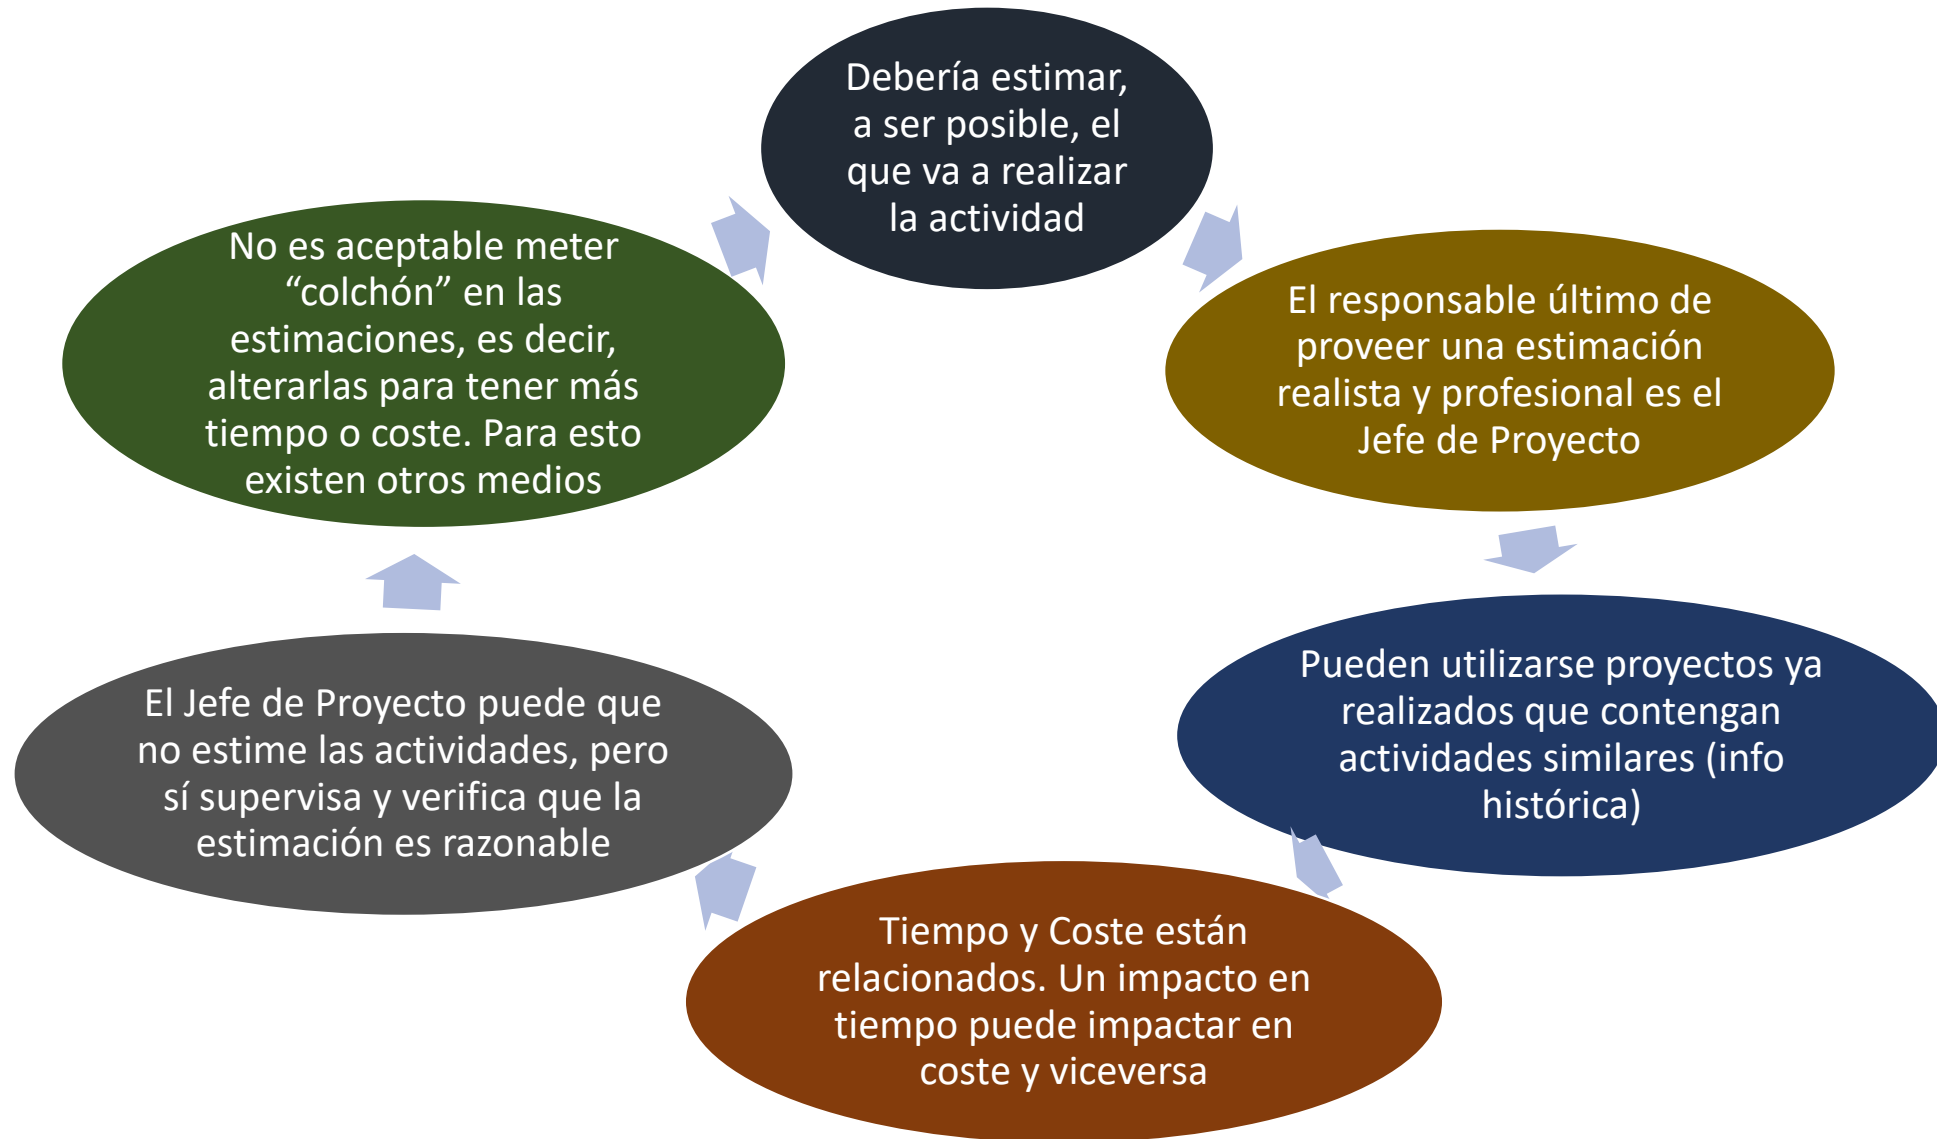 Debería estimar,
a ser posible, el
que va a realizar
la actividad
El responsable último de
proveer una estimación
realista y profesional es el
Jefe de Proyecto
Pueden utilizarse proyectos ya
realizados que contengan
actividades similares (info
histórica)
Tiempo y Coste están
relacionados. Un impacto en
tiempo puede impactar en
coste y viceversa
El Jefe de Proyecto puede que
no estime las actividades, pero
sí supervisa y verifica que la
estimación es razonable
No es aceptable meter
“colchón” en las
estimaciones, es decir,
alterarlas para tener más
tiempo o coste. Para esto
existen otros medios